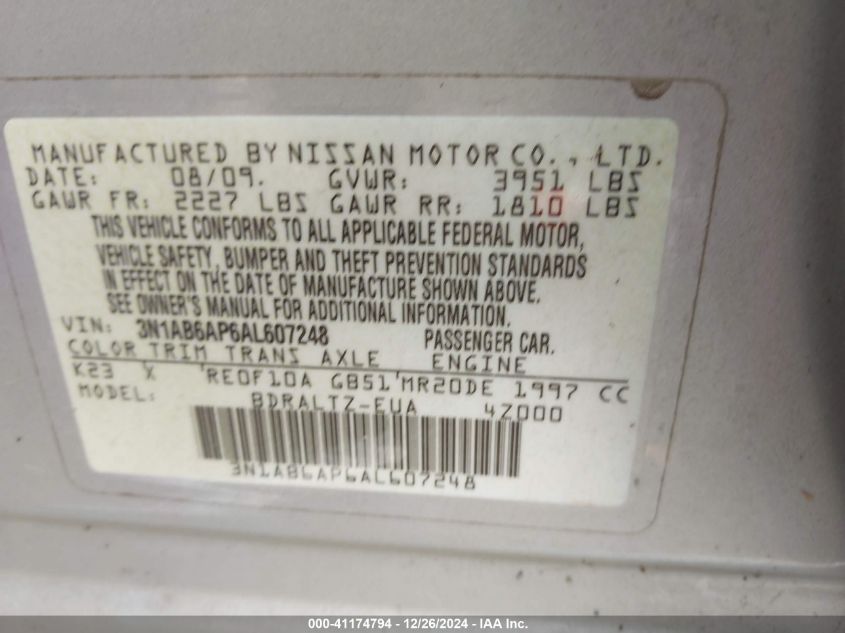 MANUFACTURED BY NISSAN MOTOR CO., LTD.
DATE: 08/09. GVWR: 3951 LBS
GAWR FR: 2227 LBS GAWR RR: 1810 LBS
THIS VEHICLE CONFORMS TO ALL APPLICABLE FEDERAL MOTOR,
VEHICLE SAFETY, BUMPER AND THEFT PREVENTION STANDARDS
IN EFFECT ON THE DATE OF MANUFACTURE SHOWN ABOVE.
SEE OWNER'S MANUAL FOR ADDITIONAL INFORMATION.
VIN: 3N1AB6AP6AL607248 PASSENGER CAR.
COLOR TRIM TRANS AXLE ENGINE
K23 X 'RE0F10A GB51'MR20DE 1997 CC
MODEL: BDRALTZ-EUA 4Z000
3N1AB6AP6AL607248
000-41174794 - 12/26/2024 - IAA Inc.